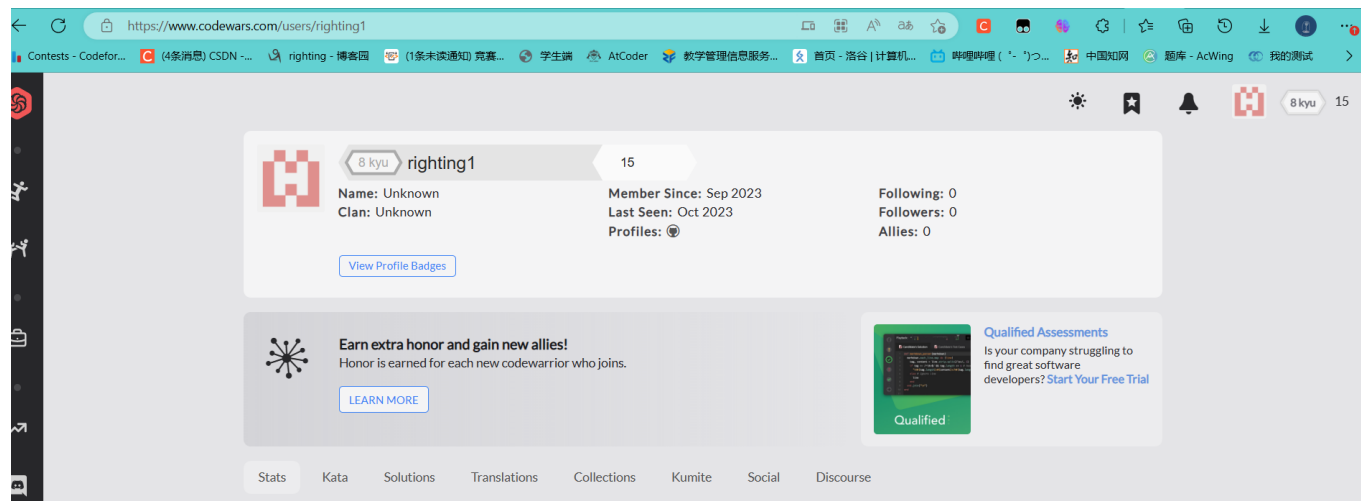 https://www.codewars.com/users/righting1
Contests - Codefor... (4条消息) CSDN -... righting - 博客园 (1条未读通知) 竞赛... 学生端 AtCoder 教学管理信息服务... 首页 - 洛谷 | 计算机... 哔哩哔哩 ( ゜- ゜)つ... 中国知网 题库 - AcWing 我的测试
8 kyu 15
8 kyu righting1 15
Name: Unknown Member Since: Sep 2023 Following: 0
Clan: Unknown Last Seen: Oct 2023 Followers: 0
Profiles: Allies: 0
View Profile Badges
Earn extra honor and gain new allies!
Honor is earned for each new codewarrior who joins.
LEARN MORE
Qualified
Qualified Assessments
Is your company struggling to
find great software
developers? Start Your Free Trial
Stats Kata Solutions Translations Collections Kumite Social Discourse